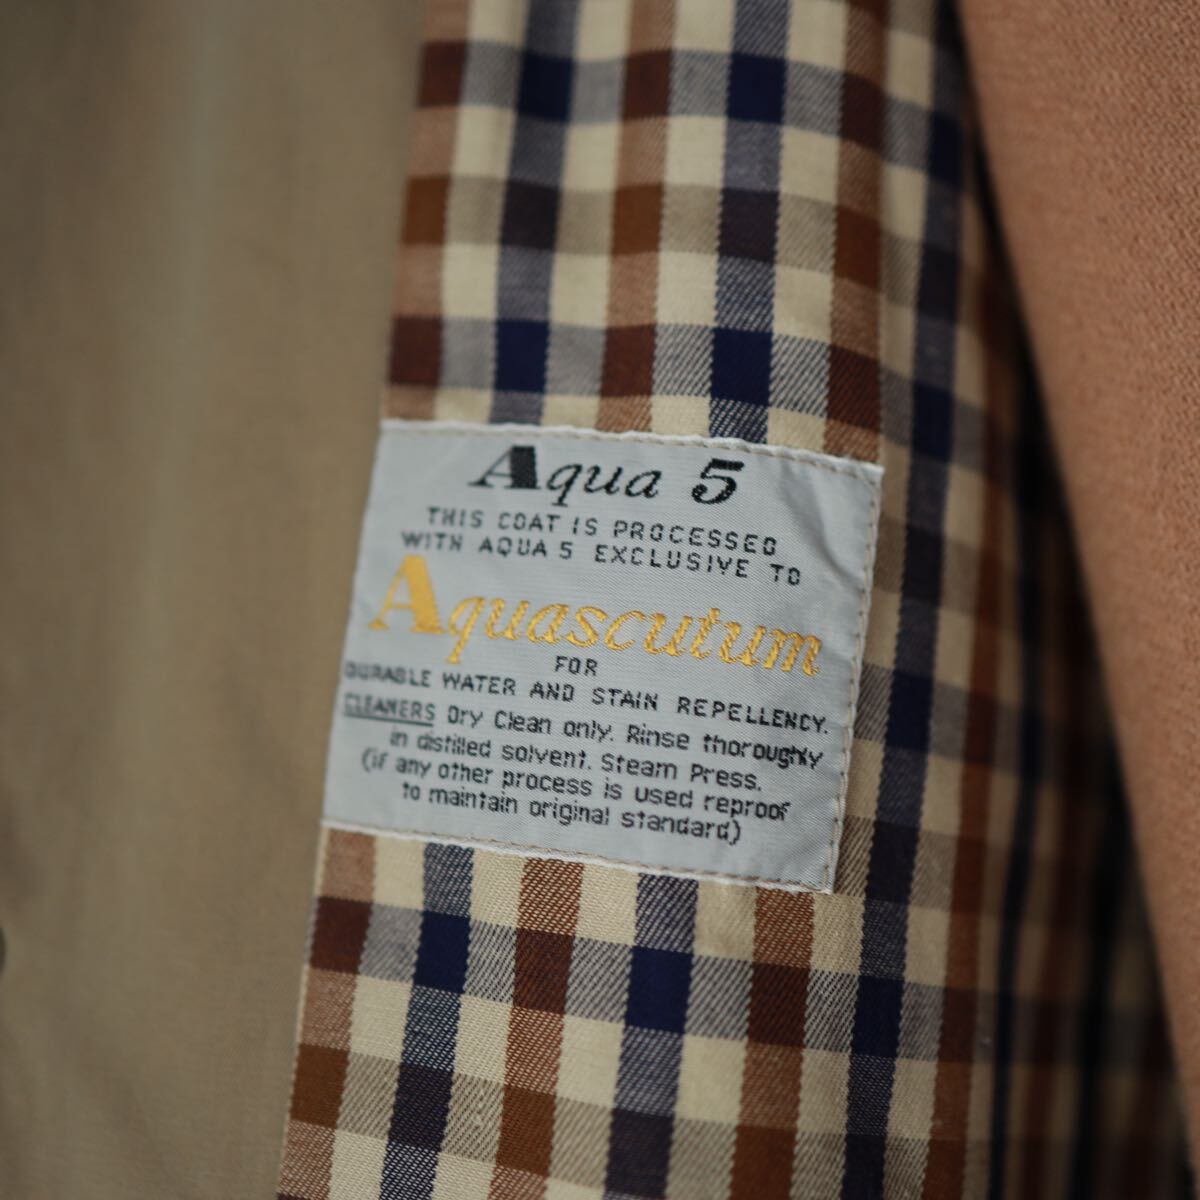 Aqua 5
THIS COAT IS PROCESSED
WITH AQUA 5 EXCLUSIVE TO
Aquascutum
FOR
DURABLE WATER AND STAIN REPELLENCY.
CLEANERS Dry Clean only. Rinse thoroughly
in distilled solvent. Steam Press.
(if any other process is used reproof
to maintain original standard)